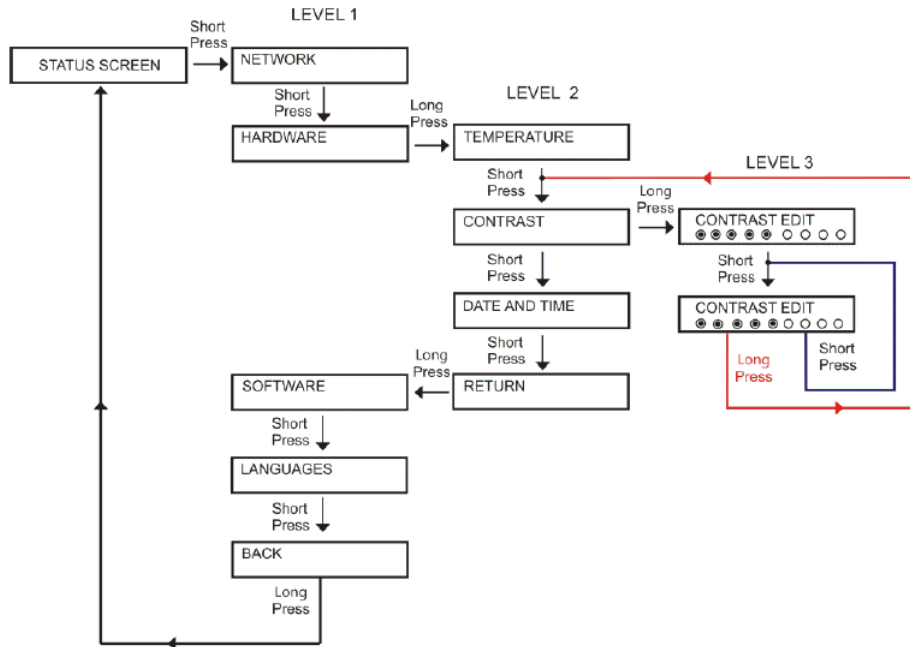 LEVEL 1
Short
Press
STATUS SCREEN
NETWORK
Short
Press
LEVEL 2
Long
Press
HARDWARE
TEMPERATURE
LEVEL 3
Short
Press
Long
Press
CONTRAST
CONTRAST EDIT
Short
Press
Short
Press
DATE AND TIME
CONTRAST EDIT
Short
Press
Long
Press
Long
Press
Short
Press
SOFTWARE
RETURN
Short
Press
LANGUAGES
Short
Press
BACK
Long
Press